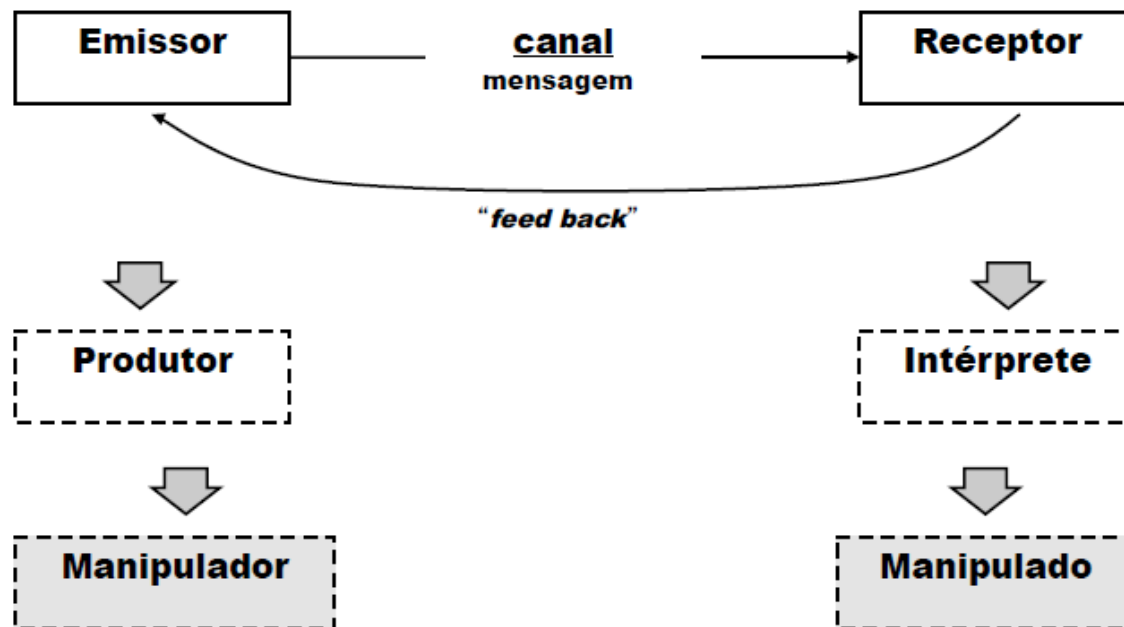 Emissor
canal
mensagem
Receptor
“feed back”
Produtor
Intérprete
Manipulador
Manipulado